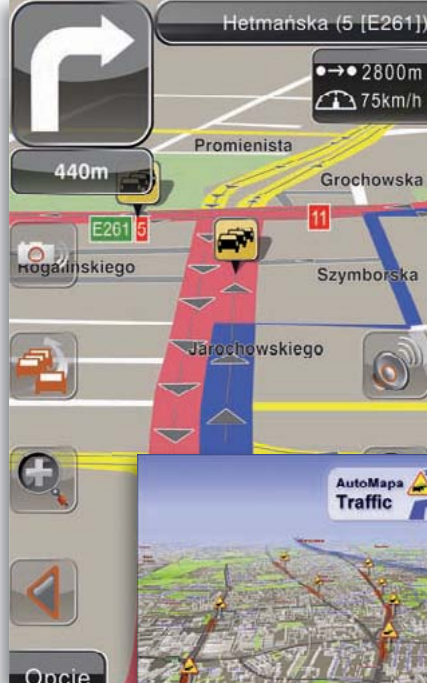 Hetmańska (5 [E261])
2800m
75km/h
Promienista
440m
Grochowska
E261 5
11
Rogalińskiego
Szymborska
Jarochowskiego
AutoMapa
Traffic
Opcje